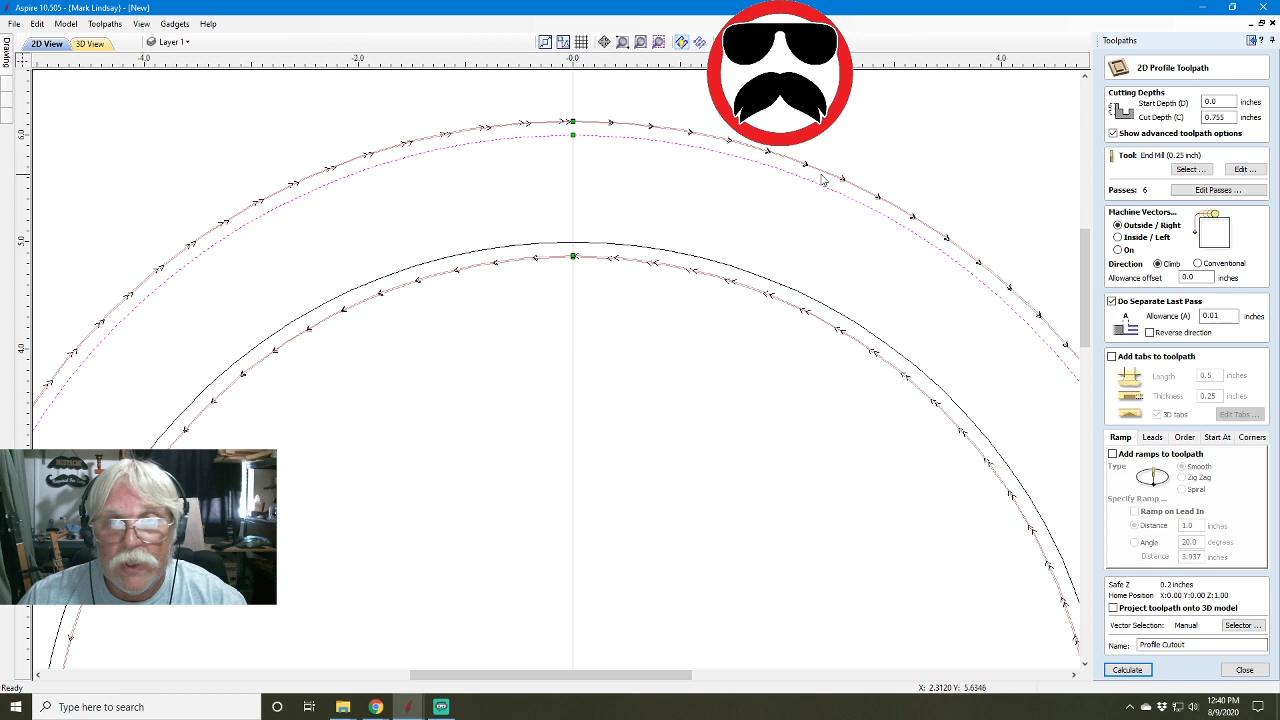 Aspire 10.505 - {Mark Lindsay} - [New]
File Edit Model Toolpaths View Gadgets Help
2D View 3D View Layer 1
Drawing
-4.0 -2.0 -0.0 4.0
60
50
40
Toolpaths
2D Profile Toolpath
Cutting Depths
Start Depth (D) 0.0 inches
Cut Depth (C) 0.755 inches
Show advanced toolpath options
Tool: End Mill (0.25 inch)
Select ... Edit ...
Passes: 6 Edit Passes ...
Machine Vectors...
Outside / Right
Inside / Left
On
Direction Climb Conventional
Allowance offset 0.0 inches
Do Separate Last Pass
A Allowance (A) 0.01 inches
Reverse direction
Add tabs to toolpath
Length 0.5 inches
Thickness 0.25 inches
3D tabs Edit Tabs ...
Ramp Leads Order Start At Corners
Add ramps to toolpath
Type Smooth
Zig Zag
Spiral
Specify Ramp ...
Ramp on Lead In
Distance 1.0 inches
Angle 20.0 degrees
Distance 3.937 inches
Safe Z 0.2 inches
Home Position X:0.00 Y:0.00 Z:1.00
Project toolpath onto 3D model
Vector Selection: Manual Selector ...
Name: Profile Cutout
Calculate Close
Ready X: 2.3120 Y: 5.6346
Type here to search
12:40 PM
8/9/2020